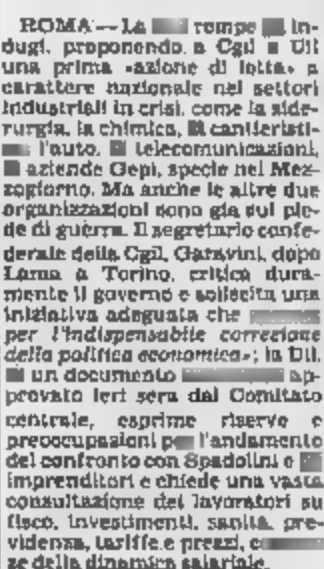 ROMA — La rompe in-
dugi, proponendo a Cgil e Uil
una prima «azione di lotta» a
carattere nazionale nei settori
industriali in crisi, come la side-
rurgia, la chimica, cantieristi-
l'auto, telecomunicazioni,
aziende Gepi, specie nel Mez-
zogiorno. Ma anche le altre due
organizzazioni sono già sul pie-
de di guerra. Il segretario confe-
derale della Cgil, Garavini, dopo
Lama a Torino, critica dura-
mente il governo e sollecita una
iniziativa adeguata che
per l'indispensabile correzione
della politica economica»; la Uil,
un documento ap-
provato ieri sera dal Comitato
centrale, esprime riserve e
preoccupazioni l'andamento
del confronto con Spadolini e
imprenditori e chiede una vasta
consultazione dei lavoratori su
fisco, investimenti, sanità, pre-
videnza, tariffe e prezzi,
se della dinamica salariale.